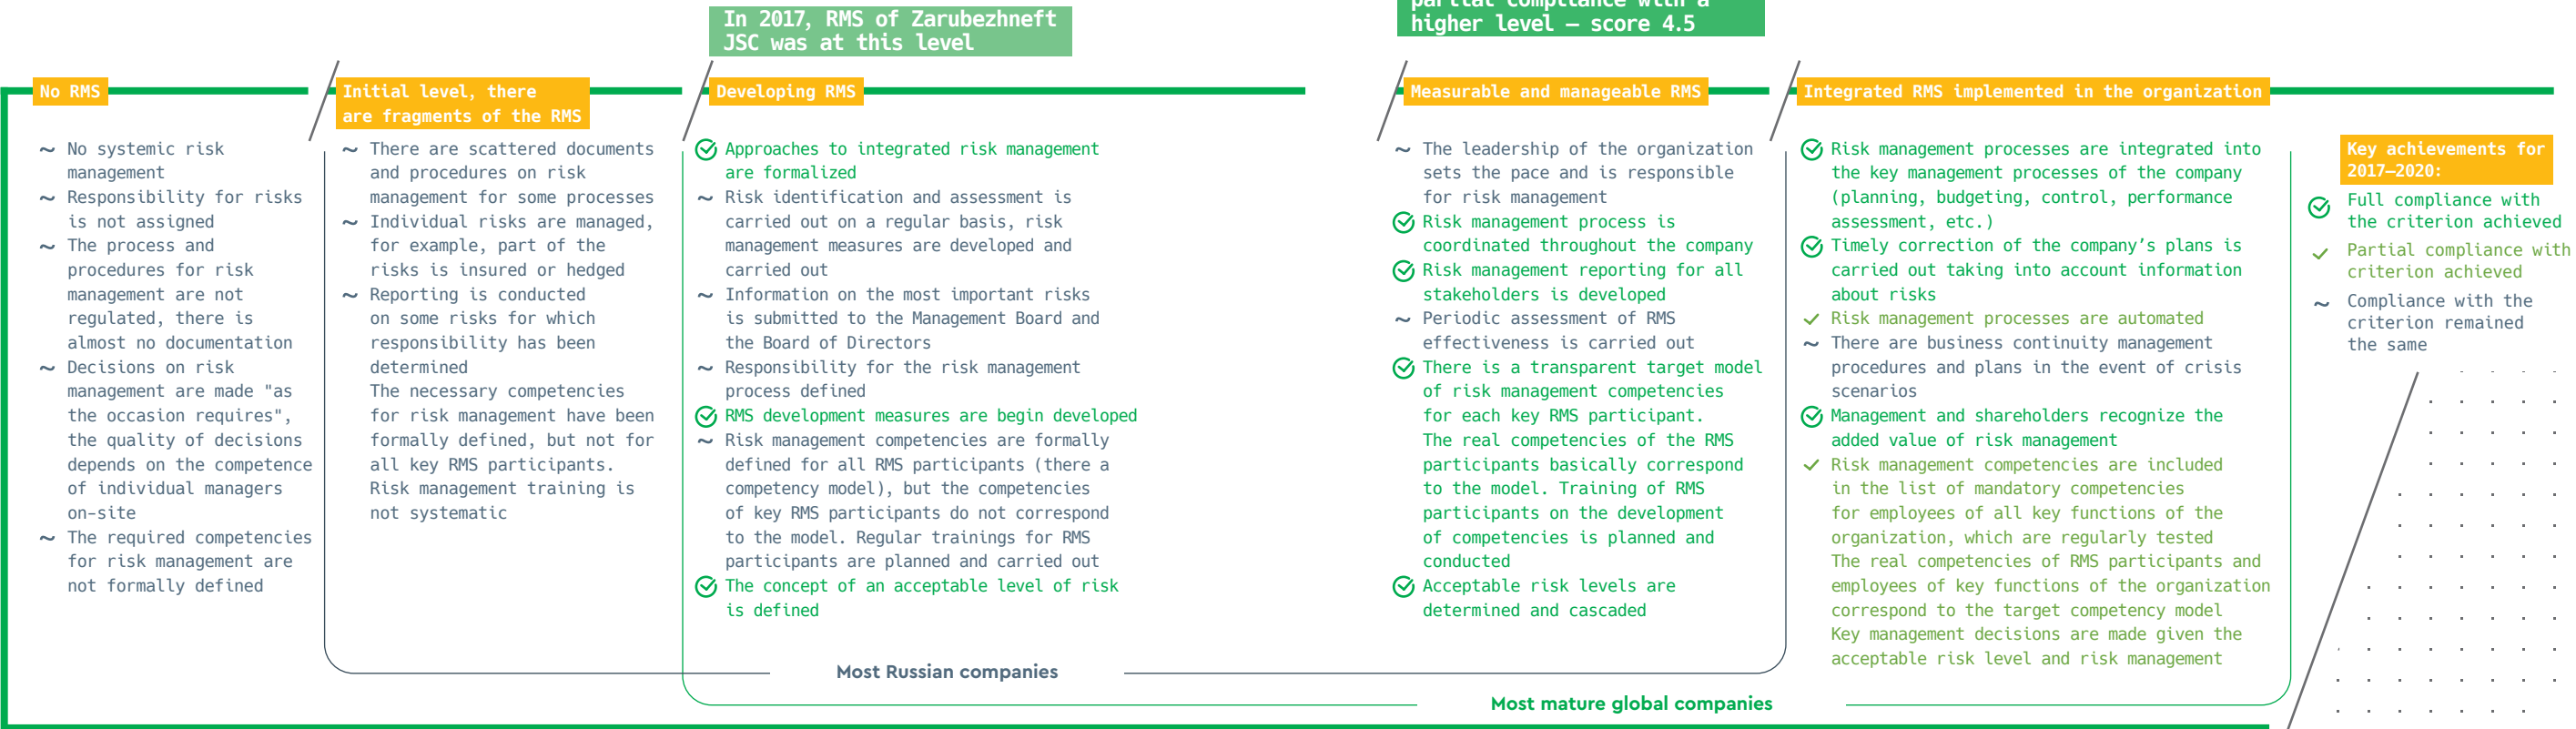 In 2017, RMS of Zarubezhneft
JSC was at this level
partial compliance with a
higher level – score 4.5
No RMS
~ No systemic risk
management
~ Responsibility for risks
is not assigned
~ The process and
procedures for risk
management are not
regulated, there is
almost no documentation
~ Decisions on risk
management are made "as
the occasion requires",
the quality of decisions
depends on the competence
of individual managers
on-site
~ The required competencies
for risk management are
not formally defined
Initial level, there
are fragments of the RMS
~ There are scattered documents
and procedures on risk
management for some processes
~ Individual risks are managed,
for example, part of the
risks is insured or hedged
~ Reporting is conducted
on some risks for which
responsibility has been
determined
The necessary competencies
for risk management have been
formally defined, but not for
all key RMS participants.
Risk management training is
not systematic
Developing RMS
Approaches to integrated risk management
are formalized
~ Risk identification and assessment is
carried out on a regular basis, risk
management measures are developed and
carried out
~ Information on the most important risks
is submitted to the Management Board and
the Board of Directors
~ Responsibility for the risk management
process defined
RMS development measures are begin developed
~ Risk management competencies are formally
defined for all RMS participants (there a
competency model), but the competencies
of key RMS participants do not correspond
to the model. Regular trainings for RMS
participants are planned and carried out
The concept of an acceptable level of risk
is defined
Measurable and manageable RMS
~ The leadership of the organization
sets the pace and is responsible
for risk management
Risk management process is
coordinated throughout the company
Risk management reporting for all
stakeholders is developed
~ Periodic assessment of RMS
effectiveness is carried out
There is a transparent target model
of risk management competencies
for each key RMS participant.
The real competencies of the RMS
participants basically correspond
to the model. Training of RMS
participants on the development
of competencies is planned and
conducted
Acceptable risk levels are
determined and cascaded
Integrated RMS implemented in the organization
Risk management processes are integrated into
the key management processes of the company
(planning, budgeting, control, performance
assessment, etc.)
Timely correction of the company's plans is
carried out taking into account information
about risks
Risk management processes are automated
~ There are business continuity management
procedures and plans in the event of crisis
scenarios
Management and shareholders recognize the
added value of risk management
Risk management competencies are included
in the list of mandatory competencies
for employees of all key functions of the
organization, which are regularly tested
The real competencies of RMS participants and
employees of key functions of the organization
correspond to the target competency model
Key management decisions are made given the
acceptable risk level and risk management
Key achievements for
2017–2020:
Full compliance with
the criterion achieved
Partial compliance with
criterion achieved
~ Compliance with the
criterion remained
the same
Most Russian companies
Most mature global companies